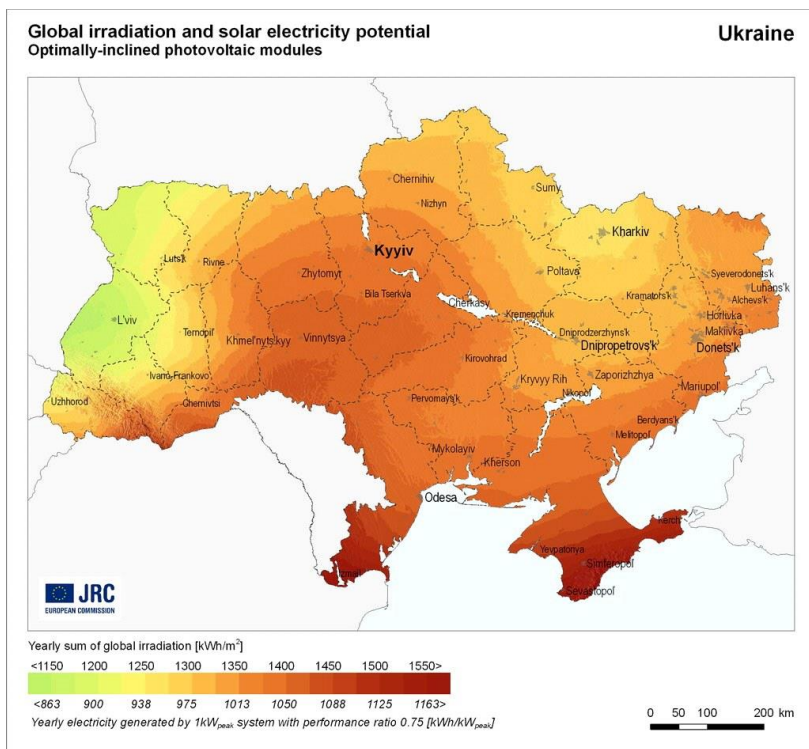 Global irradiation and solar electricity potential
Optimally-inclined photovoltaic modules
Ukraine
Chernihiv
Sumy
Nizhyn
Kharkiv
Kyyiv
Luts'k
Rivne
Zhytomyr
Poltava
Syeverodonets'k
Luhans'k
Bila Tserkva
Cherkasy
Kramators'k
Alchevs'k
L'viv
Kremenchuk
Horlivka
Ternopil'
Khmel'nyts'kyy
Vinnytsya
Dniprodzerzhyns'k
Makiivka
Dnipropetrovs'k
Donets'k
Kirovohrad
Ivano-Frankovo
Zaporizhzhya
Kryvyy Rih
Mariupol'
Uzhhorod
Chernivtsi
Pervomays'k
Nikopol'
Berdyans'k
Melitopol'
Mykolayiv
Kherson
Odesa
Kerch
Yevpatoriya
Izmail
Simferopol'
Sevastopol'
JRC
EUROPEAN COMMISSION
Yearly sum of global irradiation [kWh/m²]
<1150 1200 1250 1300 1350 1400 1450 1500 1550>
<863 900 938 975 1013 1050 1088 1125 1163>
Yearly electricity generated by 1kWpeak system with performance ratio 0.75 [kWh/kWpeak]
0 50 100 200 km